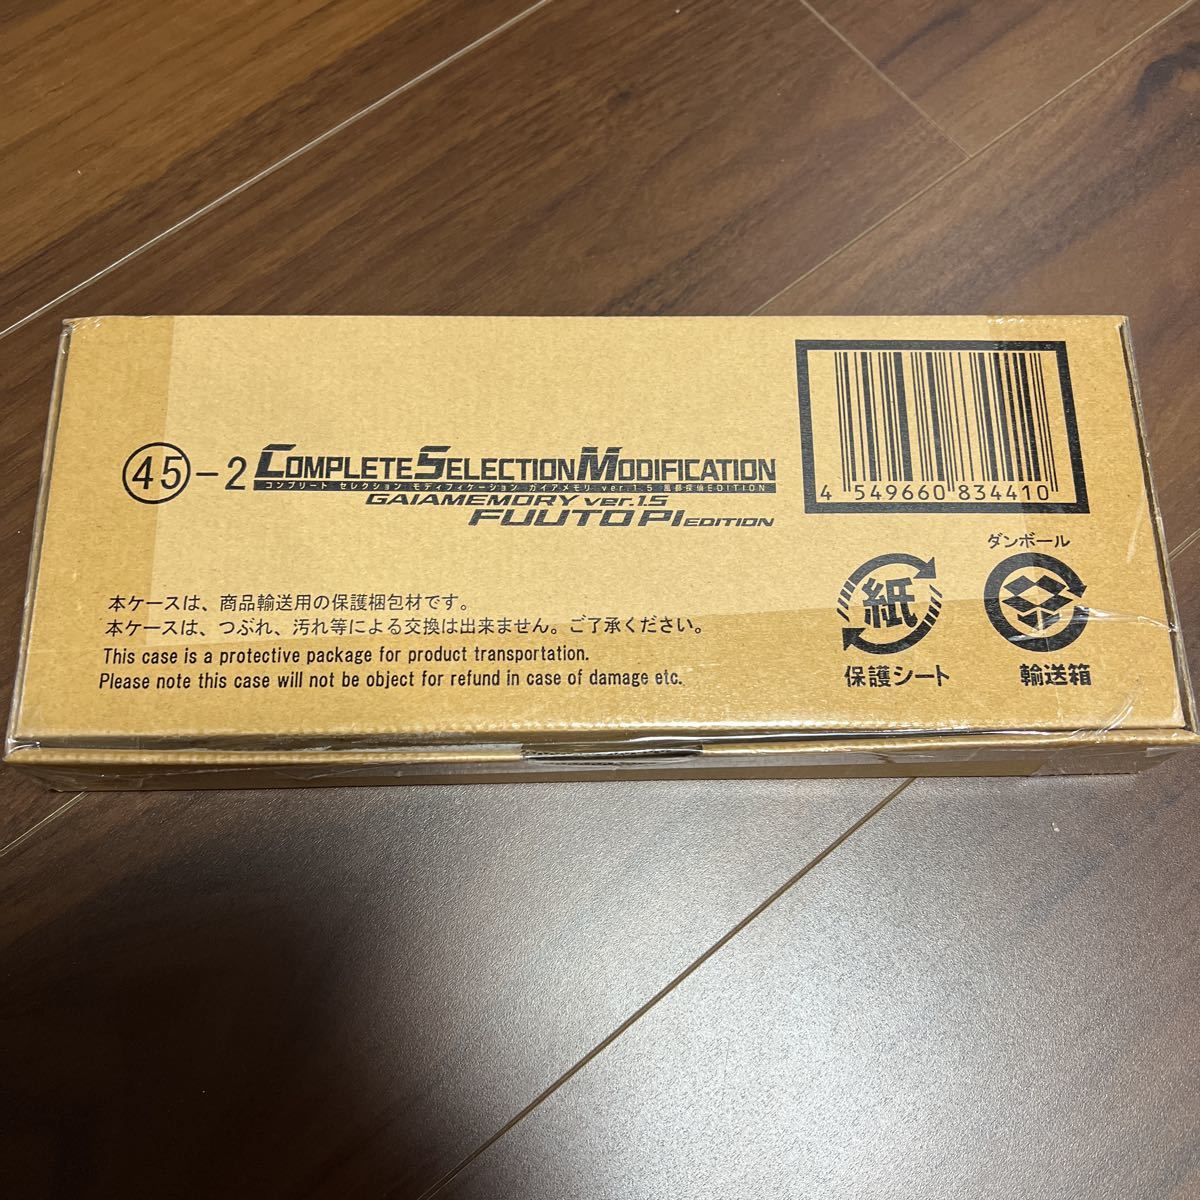 ㊺-2 COMPLETE SELECTION MODIFICATION
コンプリート セレクション モディフィケーション ガイアメモリ ver.1.5 風都探偵EDITION
GAIAMEMORY ver.1.5
FUUTO PI EDITION
4 549660 834410
ダンボール
紙
保護シート
輸送箱
本ケースは、商品輸送用の保護梱包材です。
本ケースは、つぶれ、汚れ等による交換は出来ません。ご了承ください。
This case is a protective package for product transportation.
Please note this case will not be object for refund in case of damage etc.